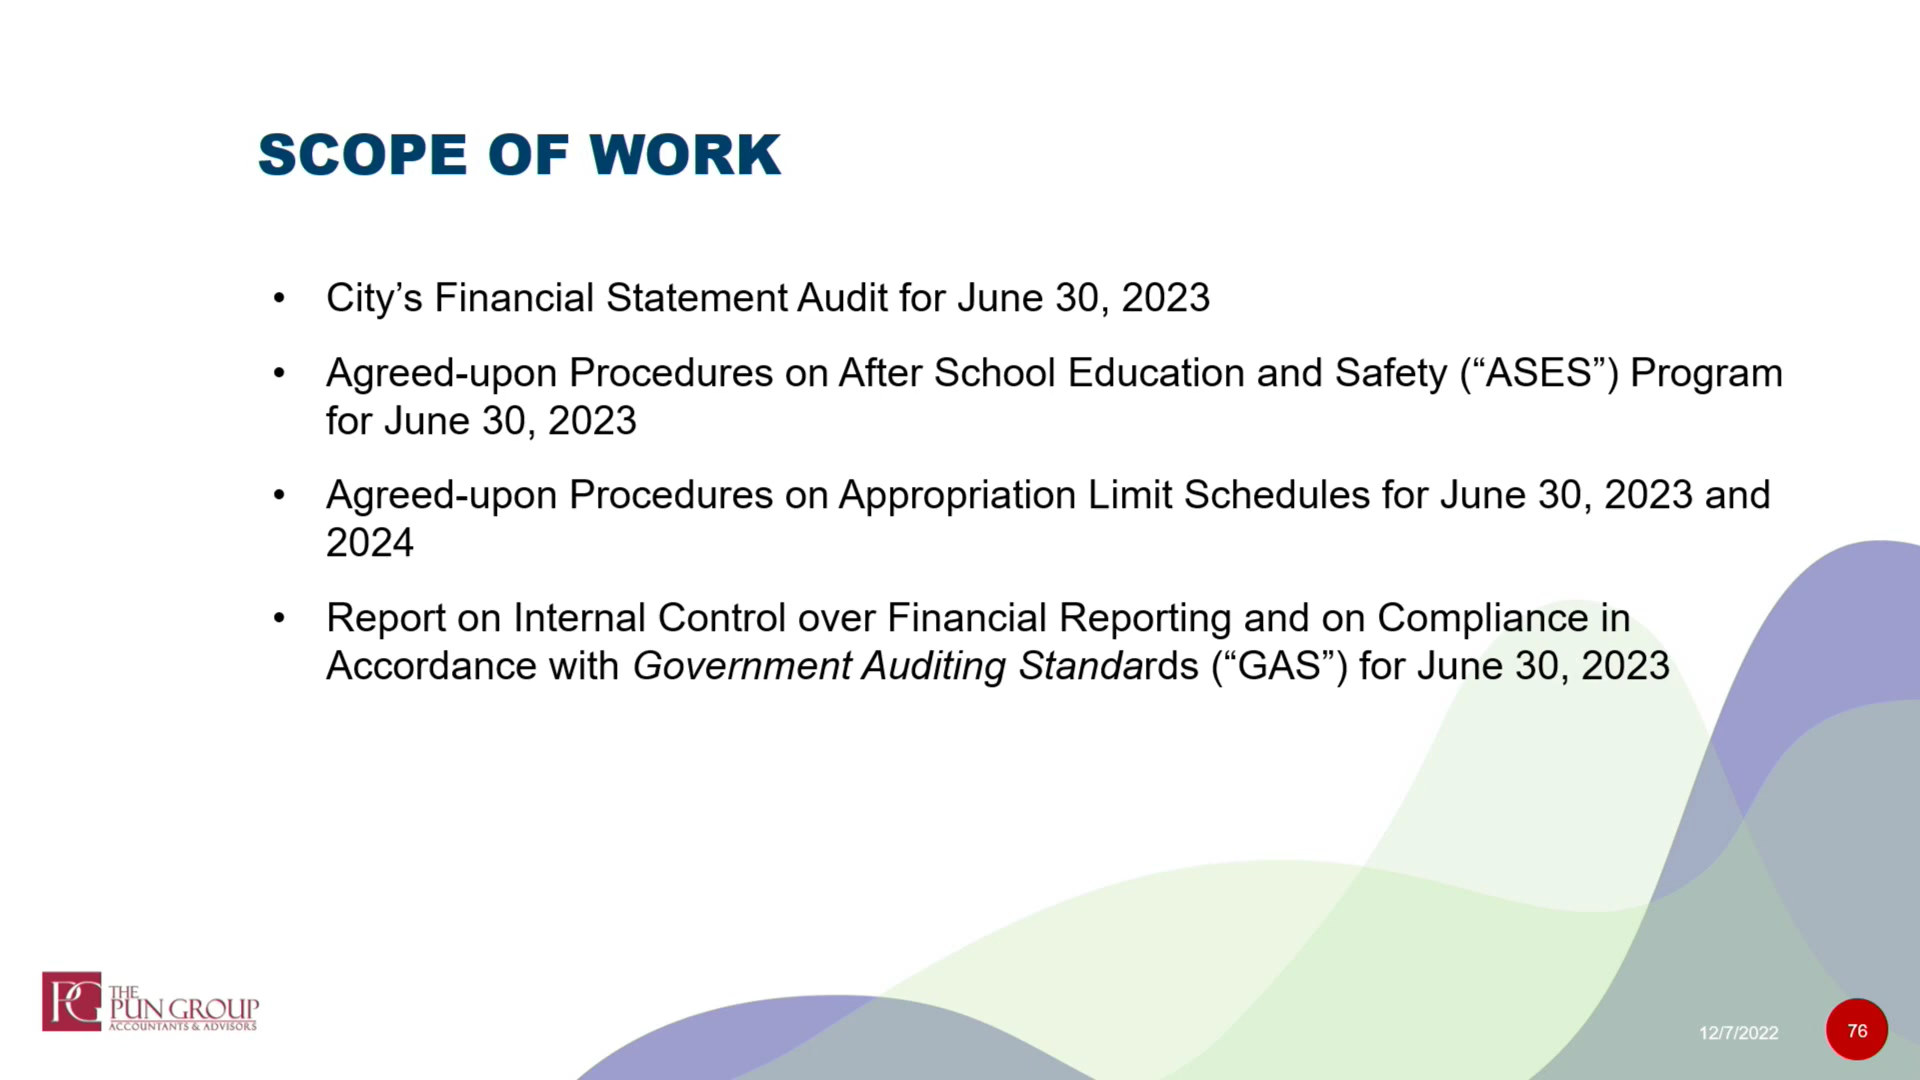 SCOPE OF WORK
• City’s Financial Statement Audit for June 30, 2023
• Agreed-upon Procedures on After School Education and Safety (“ASES”) Program
for June 30, 2023
• Agreed-upon Procedures on Appropriation Limit Schedules for June 30, 2023 and
2024
• Report on Internal Control over Financial Reporting and on Compliance in
Accordance with Government Auditing Standards (“GAS”) for June 30, 2023
PG
THE
PUN GROUP
ACCOUNTANTS & ADVISORS
12/7/2022
76